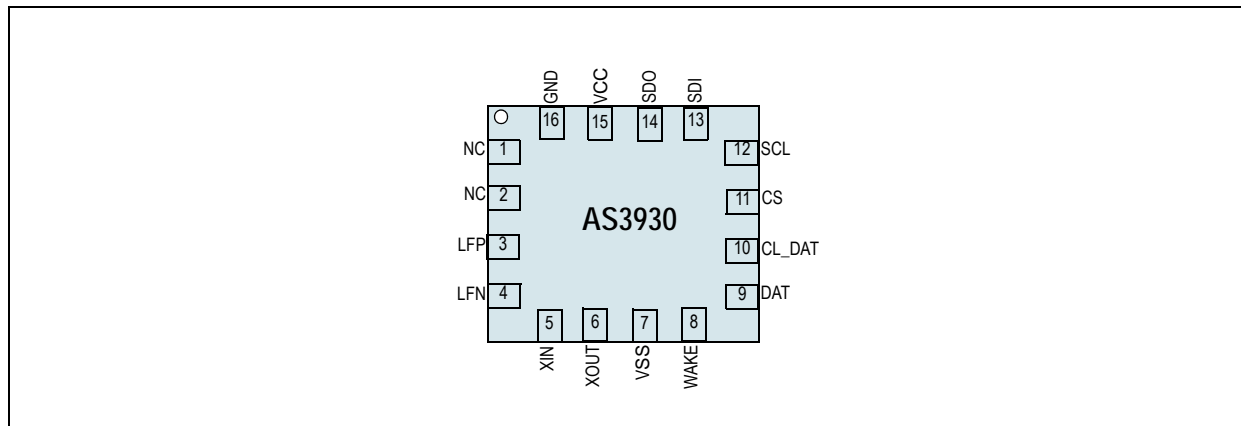 GND VCC SDO SDI
16 15 14 13
NC 1 12 SCL
NC 2 11 CS
AS3930
LFP 3 10 CL_DAT
LFN 4 9 DAT
5 6 7 8
XIN XOUT VSS WAKE